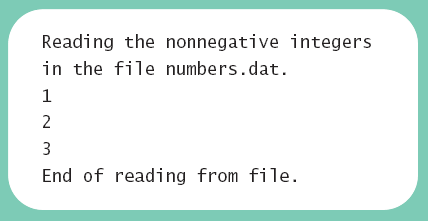 Reading the nonnegative integers
in the file numbers.dat.
1
2
3
End of reading from file.